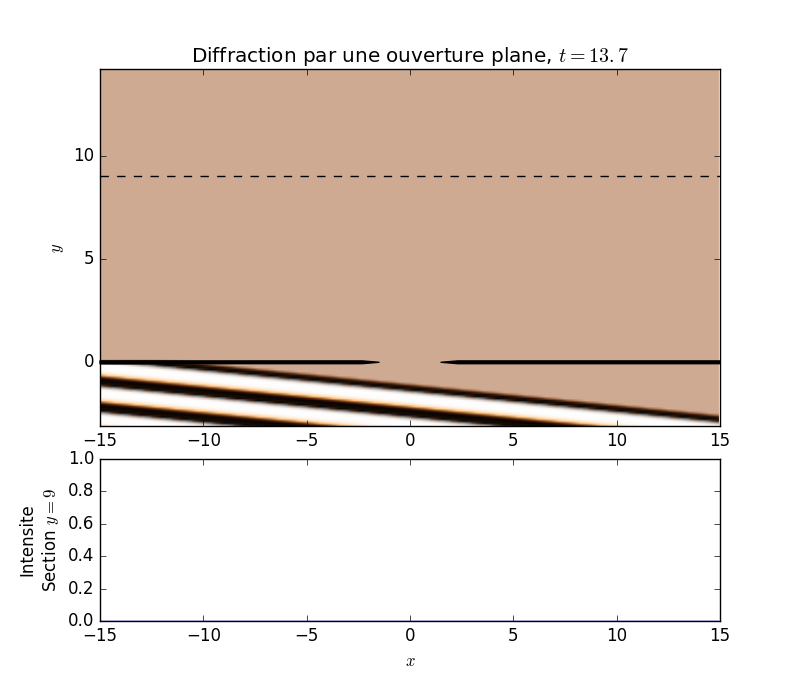 Diffraction par une ouverture plane, t = 13.7
10
5
0
y
−15 −10 −5 0 5 10 15
1.0
0.8
0.6
0.4
0.2
0.0
Intensite
Section y = 9
−15 −10 −5 0 5 10 15
x